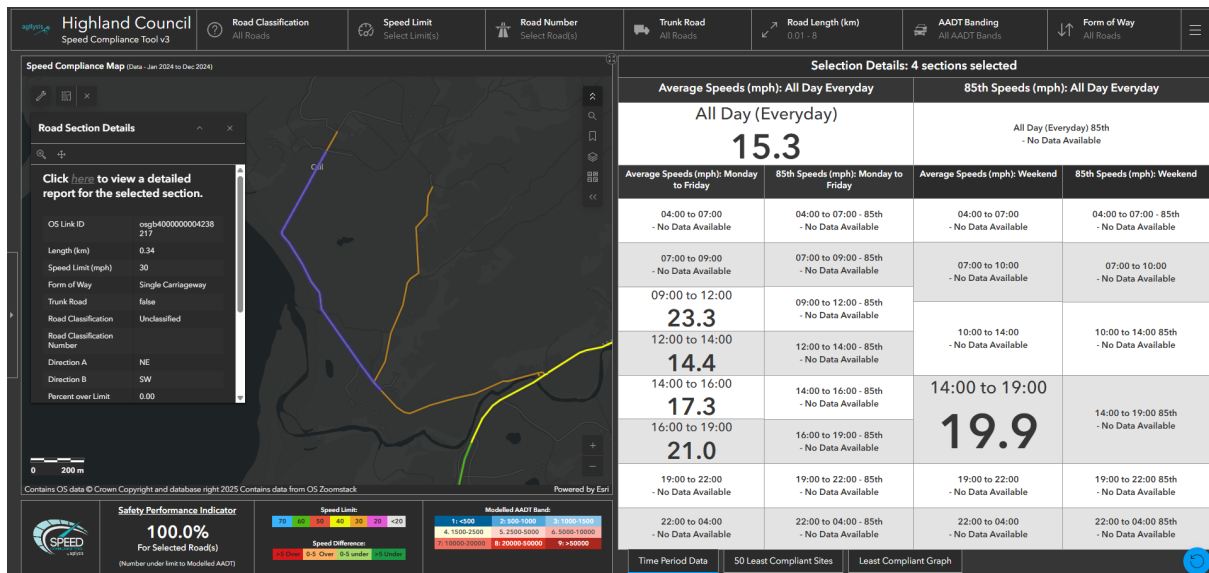 agilysis
Highland Council
Speed Compliance Tool v3
Road Classification
All Roads
Speed Limit
Select Limit(s)
Road Number
Select Road(s)
Trunk Road
All Roads
Road Length (km)
0.01 - 8
AADT Banding
All AADT Bands
Form of Way
All Roads
Speed Compliance Map (Data - Jan 2024 to Dec 2024)
Road Section Details
Click here to view a detailed
report for the selected section.
OS Link ID osgb4000000004238
217
Length (km) 0.34
Speed Limit (mph) 30
Form of Way Single Carriageway
Trunk Road false
Road Classification Unclassified
Road Classification
Number
Direction A NE
Direction B SW
Percent over Limit 0.00
0 200 m
Contains OS data © Crown Copyright and database right 2025 Contains data from OS Zoomstack
Powered by Esri
SPEED
Safety Performance Indicator
100.0%
For Selected Road(s)
(Number under limit to Modelled AADT)
Speed Limit:
70 60 50 40 30 20 <20
Speed Difference:
>5 Over 0-5 Over 0-5 under >5 Under
Modelled AADT Band:
1: <500 2: 500-1000 3: 1000-1500
4. 1500-2500 5. 2500-5000 6. 5000-10000
7: 10000-20000 8: 20000-50000 9: >50000
Selection Details: 4 sections selected
Average Speeds (mph): All Day Everyday
85th Speeds (mph): All Day Everyday
All Day (Everyday)
15.3
All Day (Everyday) 85th
- No Data Available
Average Speeds (mph): Monday
to Friday
85th Speeds (mph): Monday to
Friday
Average Speeds (mph): Weekend
85th Speeds (mph): Weekend
04:00 to 07:00
- No Data Available
07:00 to 09:00
- No Data Available
09:00 to 12:00
23.3
12:00 to 14:00
14.4
14:00 to 16:00
17.3
16:00 to 19:00
21.0
19:00 to 22:00
- No Data Available
22:00 to 04:00
- No Data Available
04:00 to 07:00 - 85th
- No Data Available
07:00 to 09:00 - 85th
- No Data Available
09:00 to 12:00 - 85th
- No Data Available
12:00 to 14:00 - 85th
- No Data Available
14:00 to 16:00 - 85th
- No Data Available
16:00 to 19:00 - 85th
- No Data Available
19:00 to 22:00 - 85th
- No Data Available
22:00 to 04:00 - 85th
- No Data Available
04:00 to 07:00
- No Data Available
07:00 to 10:00
- No Data Available
10:00 to 14:00
- No Data Available
14:00 to 19:00
19.9
19:00 to 22:00
- No Data Available
22:00 to 04:00
- No Data Available
04:00 to 07:00 - 85th
- No Data Available
07:00 to 10:00
- No Data Available
10:00 to 14:00 85th
- No Data Available
14:00 to 19:00 85th
- No Data Available
19:00 to 22:00 85th
- No Data Available
22:00 to 04:00 85th
- No Data Available
Time Period Data
50 Least Compliant Sites
Least Compliant Graph